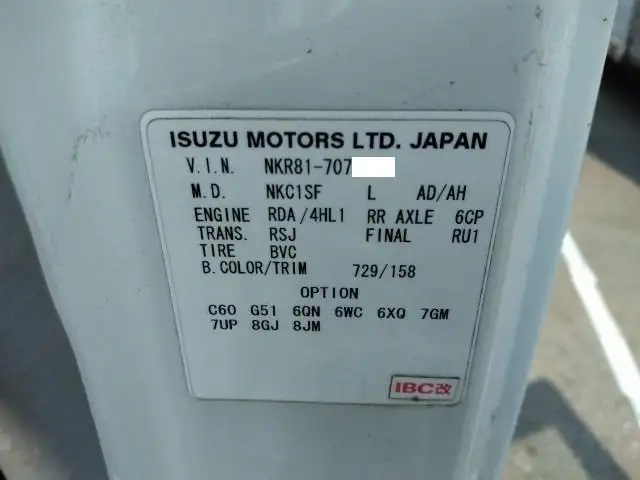 ISUZU MOTORS LTD. JAPAN
V.I.N. NKR81-707
M.D. NKC1SF L AD/AH
ENGINE RDA/4HL1 RR AXLE 6CP
TRANS. RSJ FINAL RU1
TIRE BVC
B.COLOR/TRIM 729/158
OPTION
C60 G51 6QN 6WC 6XQ 7GM
7UP 8GJ 8JM
IBC改